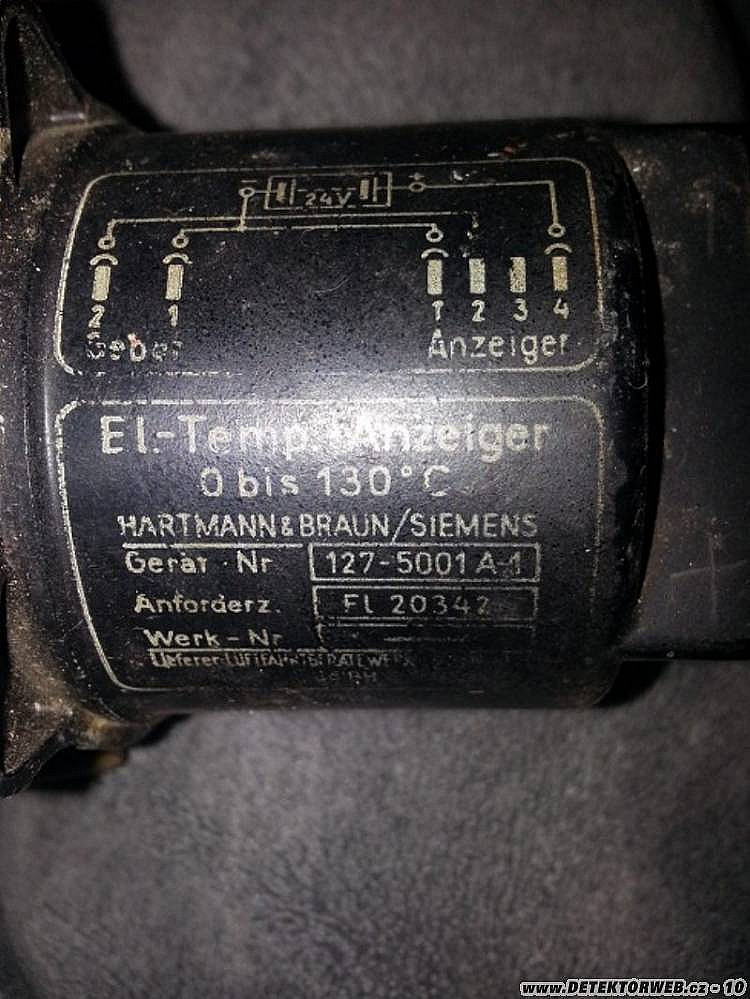 − 24V +
2 1 1 2 3 4
Geber Anzeiger
El.-Temp.-Anzeiger
0 bis 130°C
HARTMANN & BRAUN/SIEMENS
Gerät-Nr 127-5001 A-1
Anforderz. Fl 20342
Werk-Nr
Lieferer:
www.DETEKTORWEB.cz - 10